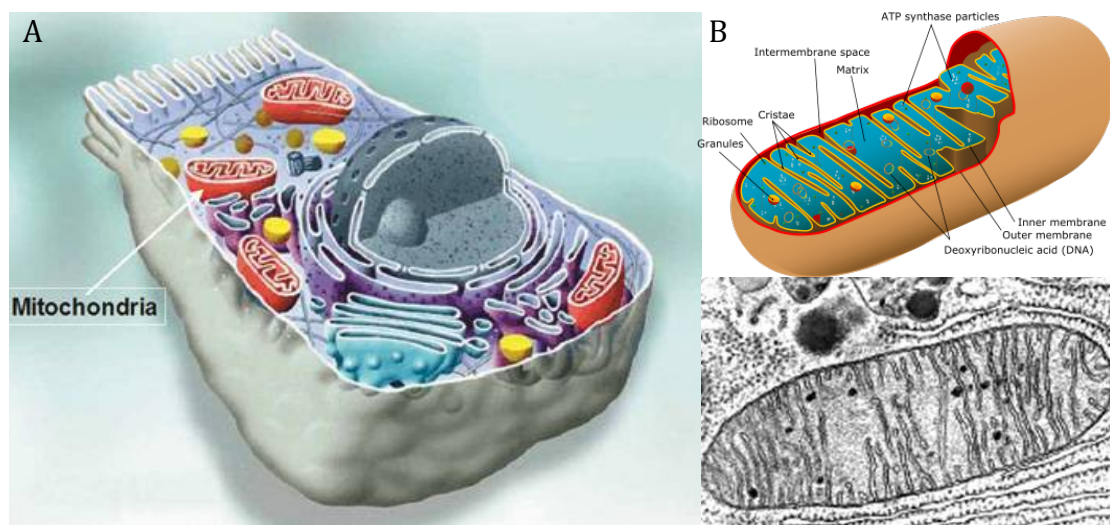 A
Mitochondria
B
ATP synthase particles
Intermembrane space
Matrix
Cristae
Ribosome
Granules
Inner membrane
Outer membrane
Deoxyribonucleic acid (DNA)